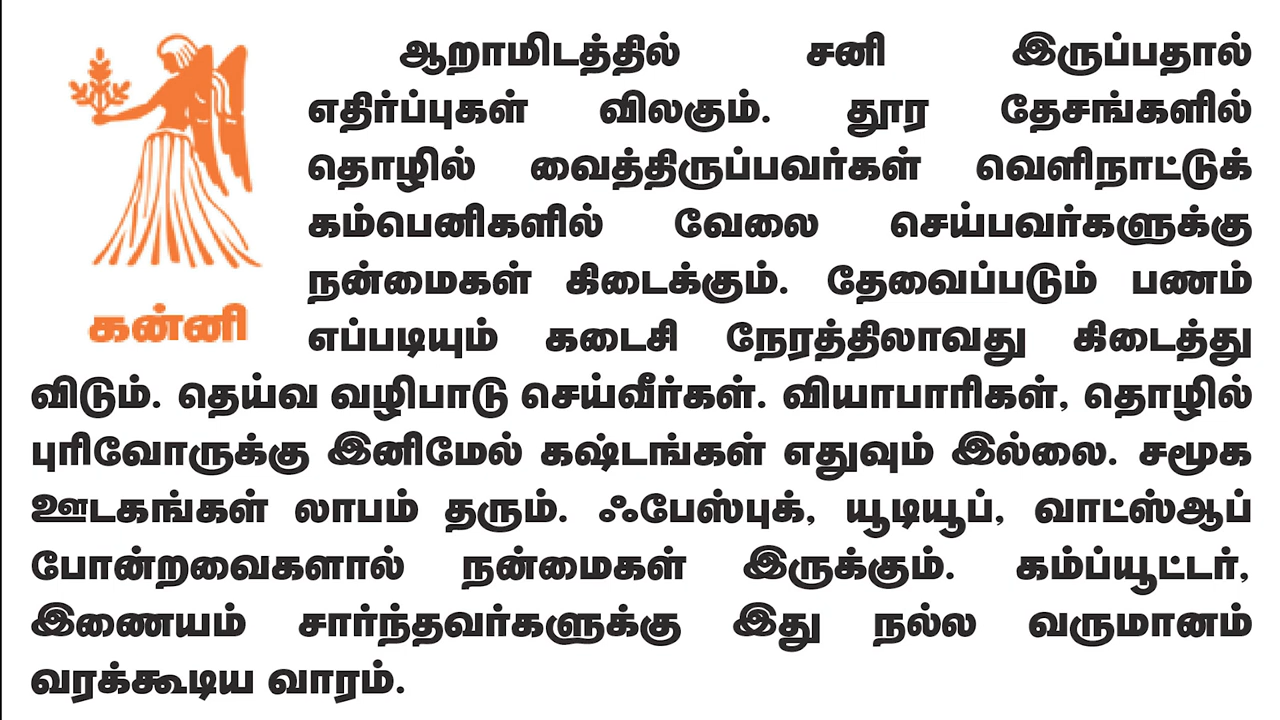 ஆறாமிடத்தில் சனி இருப்பதால்
எதிர்ப்புகள் விலகும். தூர தேசங்களில்
தொழில் வைத்திருப்பவர்கள் வெளிநாட்டுக்
கம்பெனிகளில் வேலை செய்பவர்களுக்கு
நன்மைகள் கிடைக்கும். தேவைப்படும் பணம்
எப்படியும் கடைசி நேரத்திலாவது கிடைத்து
விடும். தெய்வ வழிபாடு செய்வீர்கள். வியாபாரிகள், தொழில்
புரிவோருக்கு இனிமேல் கஷ்டங்கள் எதுவும் இல்லை. சமூக
ஊடகங்கள் லாபம் தரும். ஃபேஸ்புக், யூடியூப், வாட்ஸ்ஆப்
போன்றவைகளால் நன்மைகள் இருக்கும். கம்ப்யூட்டர்,
இணையம் சார்ந்தவர்களுக்கு இது நல்ல வருமானம்
வரக்கூடிய வாரம்.
கன்னி